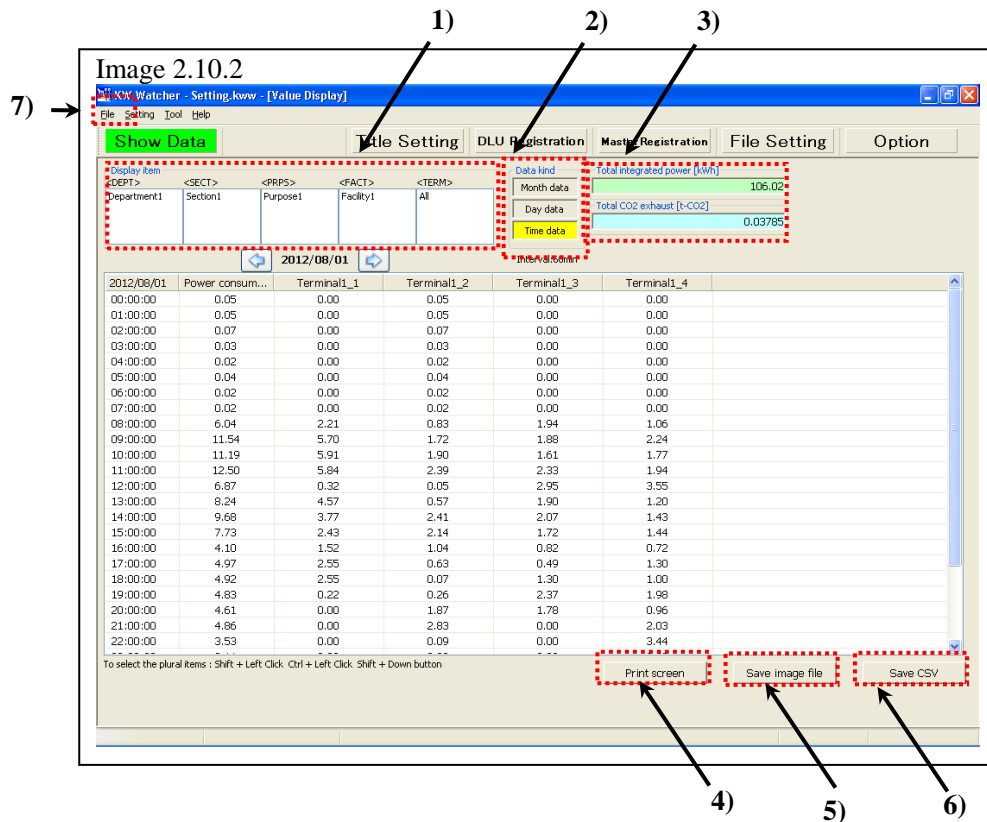 1) 2) 3)
Image 2.10.2
7)
KW Watcher - Setting.kww - [Value Display]
File Setting Tool Help
Show Data Title Setting DLU Registration Master Registration File Setting Option
Display item Data kind Total integrated power [kWh]
<DEPT> <SECT> <PRPS> <FACT> <TERM> Month data 106.02
Department1 Section1 Purpose1 Facility1 All Day data Total CO2 exhaust [t-CO2]
Time data 0.03785
2012/08/01 Interval:60min
2012/08/01 Power consum... Terminal1_1 Terminal1_2 Terminal1_3 Terminal1_4
00:00:00 0.05 0.00 0.05 0.00 0.00
01:00:00 0.05 0.00 0.05 0.00 0.00
02:00:00 0.07 0.00 0.07 0.00 0.00
03:00:00 0.03 0.00 0.03 0.00 0.00
04:00:00 0.02 0.00 0.02 0.00 0.00
05:00:00 0.04 0.00 0.04 0.00 0.00
06:00:00 0.02 0.00 0.02 0.00 0.00
07:00:00 0.02 0.00 0.02 0.00 0.00
08:00:00 6.04 2.21 0.83 1.94 1.06
09:00:00 11.54 5.70 1.72 1.88 2.24
10:00:00 11.19 5.91 1.90 1.61 1.77
11:00:00 12.50 5.84 2.39 2.33 1.94
12:00:00 6.87 0.32 0.05 2.95 3.55
13:00:00 8.24 4.57 0.57 1.90 1.20
14:00:00 9.68 3.77 2.41 2.07 1.43
15:00:00 7.73 2.43 2.14 1.72 1.44
16:00:00 4.10 1.52 1.04 0.82 0.72
17:00:00 4.97 2.55 0.63 0.49 1.30
18:00:00 4.92 2.55 0.07 1.30 1.00
19:00:00 4.83 0.22 0.26 2.37 1.98
20:00:00 4.61 0.00 1.87 1.78 0.96
21:00:00 4.86 0.00 2.83 0.00 2.03
22:00:00 3.53 0.00 0.09 0.00 3.44
To select the plural items : Shift + Left Click Ctrl + Left Click Shift + Down button
Print screen Save image file Save CSV
4) 5) 6)